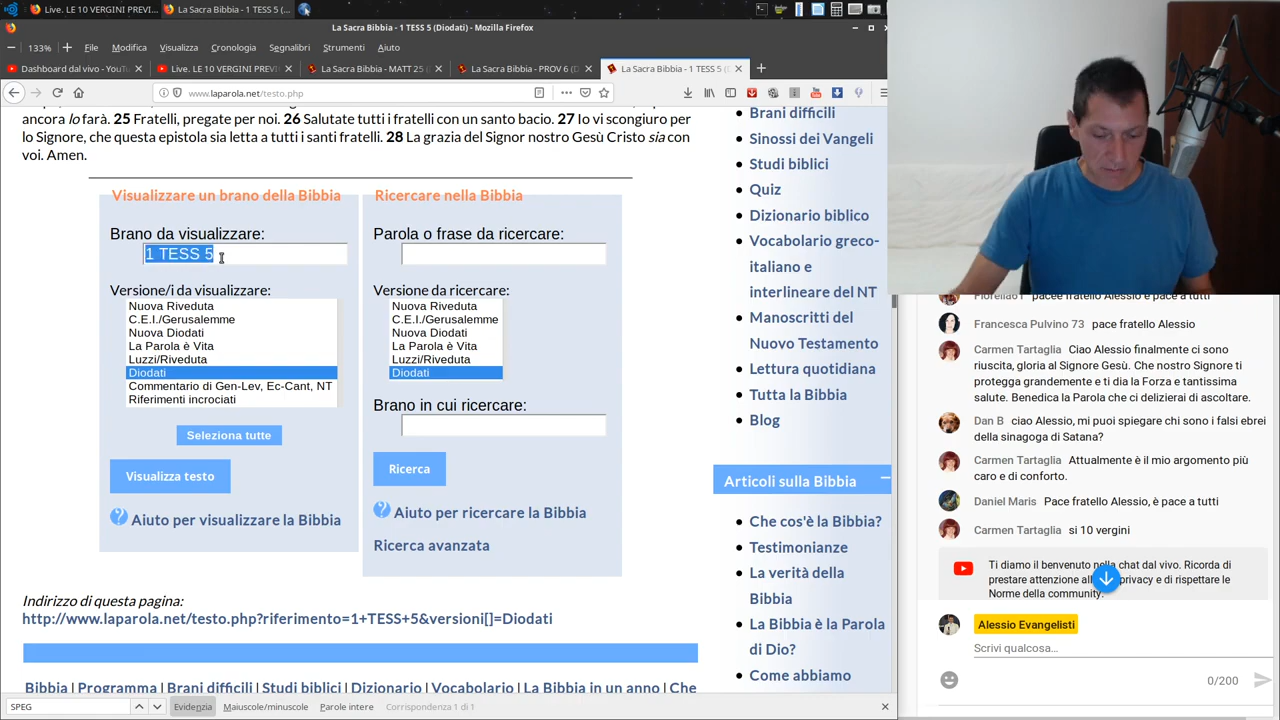 Live. LE 10 VERGINI PREVI...
La Sacra Bibbia - 1 TESS 5 (...
La Sacra Bibbia - 1 TESS 5 (Diodati) - Mozilla Firefox
133%
File Modifica Visualizza Cronologia Segnalibri Strumenti Aiuto
Dashboard dal vivo - YouTu
Live. LE 10 VERGINI PREVI
La Sacra Bibbia - MATT 25 (
La Sacra Bibbia - PROV 6 (D
La Sacra Bibbia - 1 TESS 5 (D
www.laparola.net/testo.php
ancora lo farà. 25 Fratelli, pregate per noi. 26 Salutate tutti i fratelli con un santo bacio. 27 Io vi scongiuro per
lo Signore, che questa epistola sia letta a tutti i santi fratelli. 28 La grazia del Signor nostro Gesù Cristo sia con
voi. Amen.
Visualizzare un brano della Bibbia
Brano da visualizzare:
1 TESS 5
Versione/i da visualizzare:
Nuova Riveduta
C.E.I./Gerusalemme
Nuova Diodati
La Parola è Vita
Luzzi/Riveduta
Diodati
Commentario di Gen-Lev, Ec-Cant, NT
Riferimenti incrociati
Seleziona tutte
Visualizza testo
Aiuto per visualizzare la Bibbia
Ricercare nella Bibbia
Parola o frase da ricercare:
Versione da ricercare:
Nuova Riveduta
C.E.I./Gerusalemme
Nuova Diodati
La Parola è Vita
Luzzi/Riveduta
Diodati
Brano in cui ricercare:
Ricerca
Aiuto per ricercare la Bibbia
Ricerca avanzata
Indirizzo di questa pagina:
http://www.laparola.net/testo.php?riferimento=1+TESS+5&versioni[]=Diodati
Bibbia | Programma | Brani difficili | Studi biblici | Dizionario | Vocabolario | La Bibbia in un anno | Che
Brani difficili
Sinossi dei Vangeli
Studi biblici
Quiz
Dizionario biblico
Vocabolario greco-
italiano e
interlineare del NT
Manoscritti del
Nuovo Testamento
Lettura quotidiana
Tutta la Bibbia
Blog
Articoli sulla Bibbia
Che cos'è la Bibbia?
Testimonianze
La verità della
Bibbia
La Bibbia è la Parola
di Dio?
Come abbiamo
SPEG
Evidenzia
Maiuscole/minuscole
Parole intere
Corrispondenza 1 di 1
Fiorella61 pacee fratello Alessio e pace a tutti
Francesca Pulvino 73 pace fratello Alessio
Carmen Tartaglia Ciao Alessio finalmente ci sono
riuscita, gloria al Signore Gesù. Che nostro Signore ti
protegga grandemente e ti dia la Forza e tantissima
salute. Benedica la Parola che ci delizierai di ascoltare.
Dan B ciao Alessio, mi puoi spiegare chi sono i falsi ebrei
della sinagoga di Satana?
Carmen Tartaglia Attualmente è il mio argomento più
caro e di conforto.
Daniel Maris Pace fratello Alessio, è pace a tutti
Carmen Tartaglia si 10 vergini
Ti diamo il benvenuto nella chat dal vivo. Ricorda di
prestare attenzione privacy e di rispettare le
Norme della community.
Alessio Evangelisti
Scrivi qualcosa…
0/200